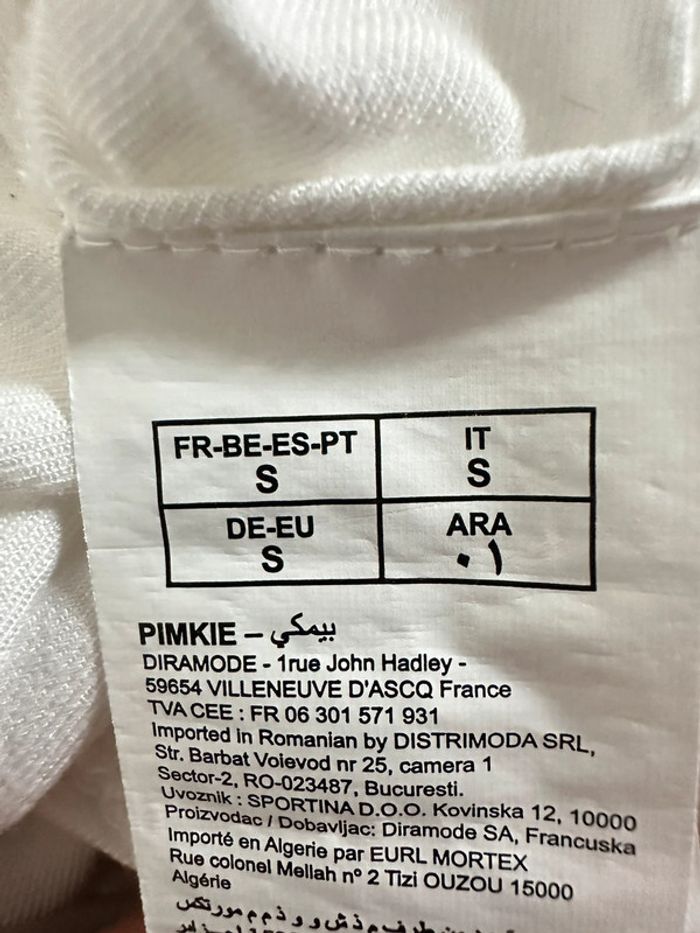 FR-BE-ES-PT
S
IT
S
DE-EU
S
ARA
٠١
PIMKIE – بيمكي
DIRAMODE - 1rue John Hadley -
59654 VILLENEUVE D'ASCQ France
TVA CEE : FR 06 301 571 931
Imported in Romanian by DISTRIMODA SRL,
Str. Barbat Voievod nr 25, camera 1
Sector-2, RO-023487, Bucuresti.
Uvoznik : SPORTINA D.O.O. Kovinska 12, 10000
Proizvodac / Dobavljac: Diramode SA, Francuska
Importé en Algerie par EURL MORTEX
Rue colonel Mellah nº 2 Tizi OUZOU 15000
Algérie
طرف م ذ ش و و ذ م م مورتكس